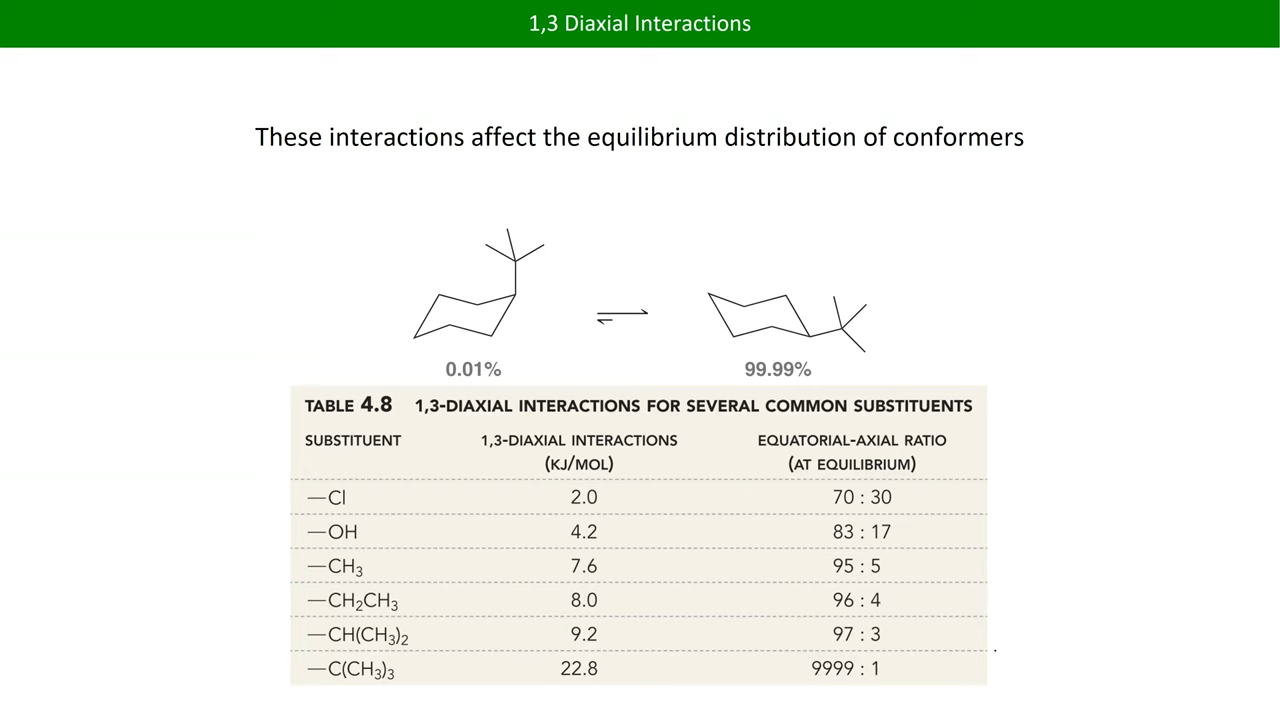 1,3 Diaxial Interactions
These interactions affect the equilibrium distribution of conformers
0.01% 99.99%
TABLE 4.8 1,3-DIAXIAL INTERACTIONS FOR SEVERAL COMMON SUBSTITUENTS
SUBSTITUENT 1,3-DIAXIAL INTERACTIONS EQUATORIAL-AXIAL RATIO
(KJ/MOL) (AT EQUILIBRIUM)
—Cl 2.0 70 : 30
—OH 4.2 83 : 17
—CH₃ 7.6 95 : 5
—CH₂CH₃ 8.0 96 : 4
—CH(CH₃)₂ 9.2 97 : 3
—C(CH₃)₃ 22.8 9999 : 1